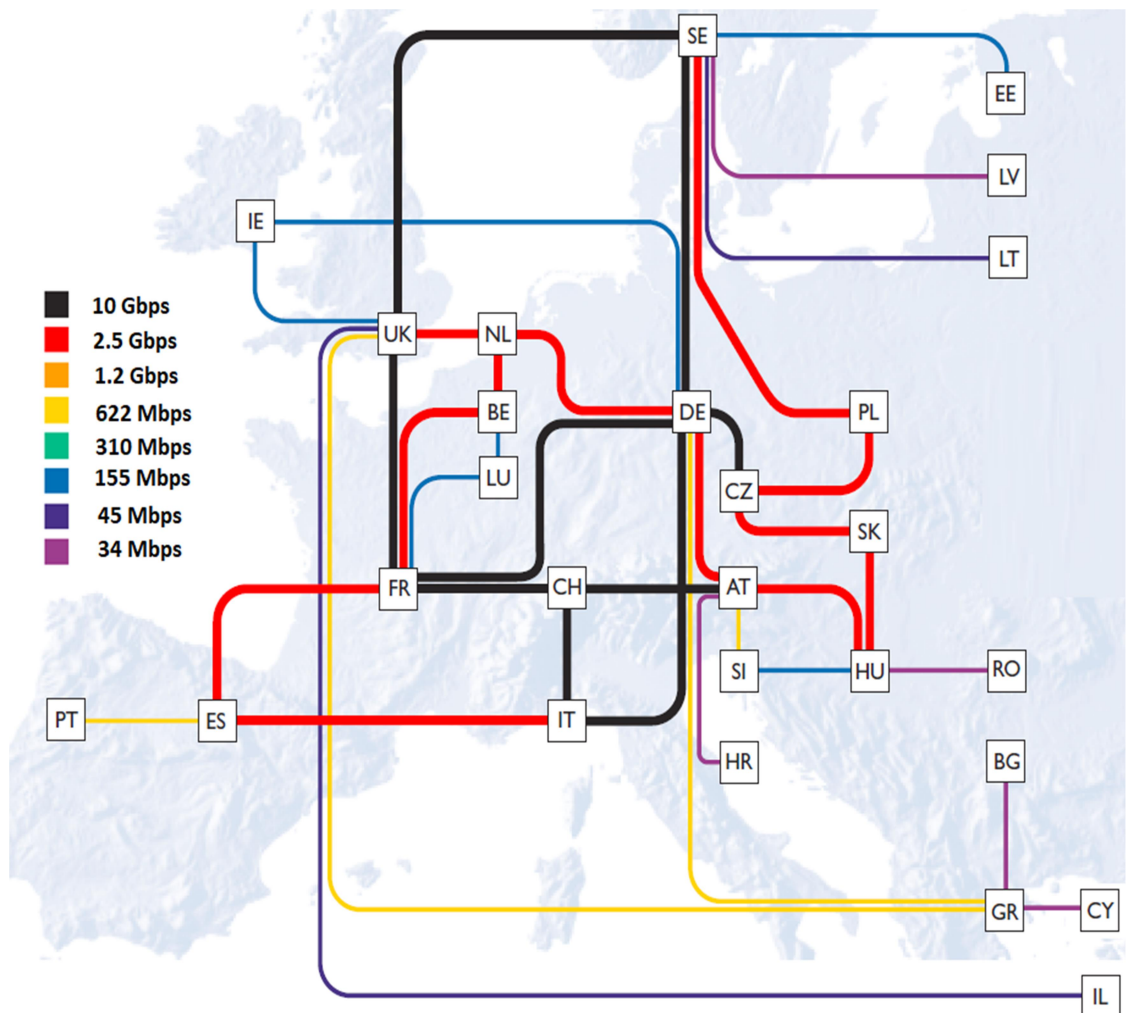 SE
EE
LV
IE
LT
10 Gbps
2.5 Gbps
1.2 Gbps
622 Mbps
310 Mbps
155 Mbps
45 Mbps
34 Mbps
UK
NL
BE
DE
PL
LU
CZ
SK
FR
CH
AT
SI
HU
RO
PT
ES
IT
HR
BG
GR
CY
IL